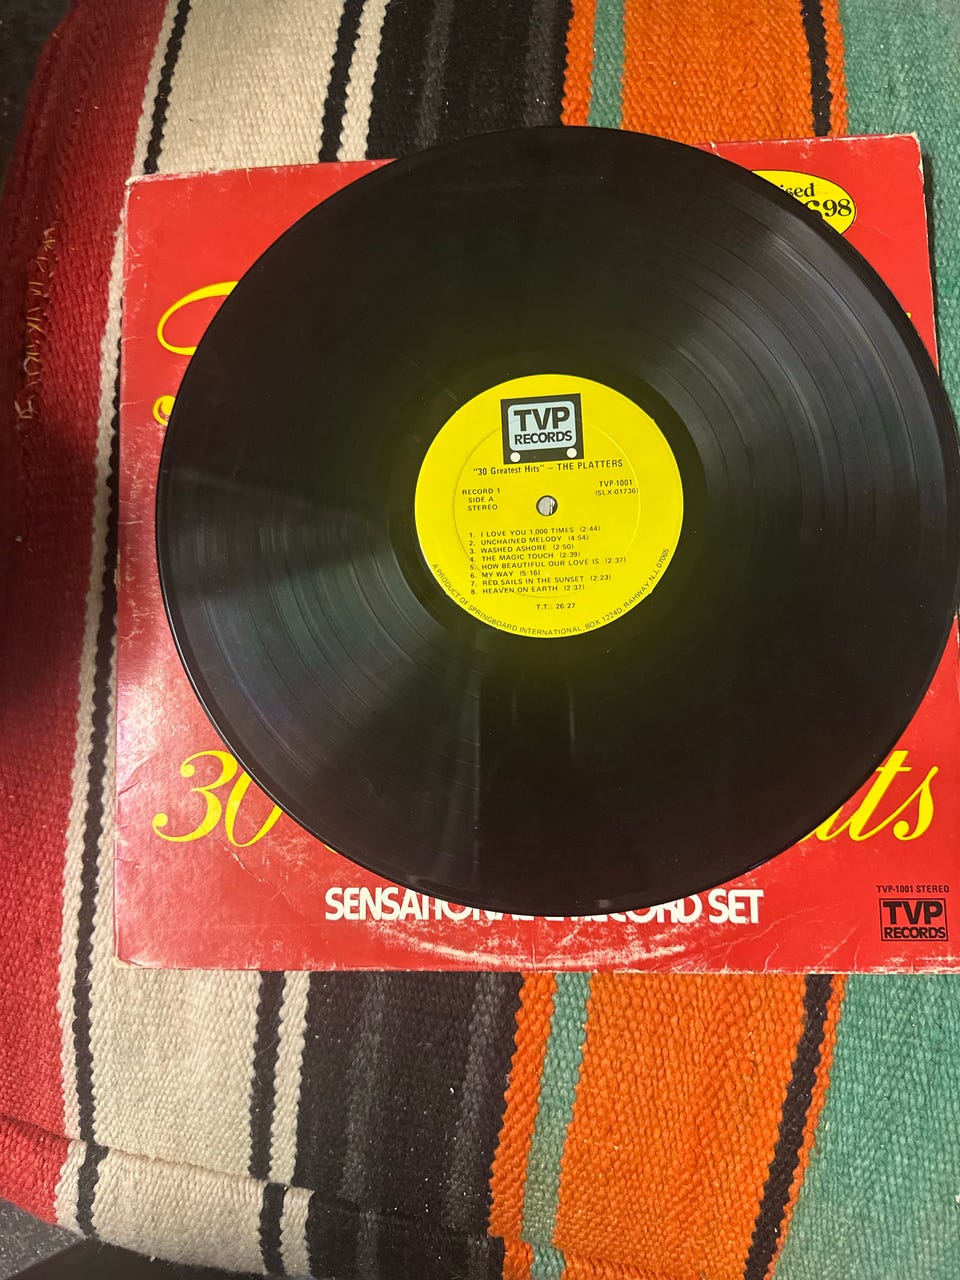 98
TVP
RECORDS
"30 Greatest Hits" – THE PLATTERS
RECORD 1
SIDE A
STEREO
TVP-1001
(SLX-01736)
1. I LOVE YOU 1,000 TIMES (2:44)
2. UNCHAINED MELODY (4:54)
3. WASHED ASHORE (2:50)
4. THE MAGIC TOUCH (2:39)
5. HOW BEAUTIFUL OUR LOVE IS (2:37)
6. MY WAY (5:16)
7. RED SAILS IN THE SUNSET (2:23)
8. HEAVEN ON EARTH (2:37)
T.T.: 26:27
A PRODUCT OF SPRINGBOARD INTERNATIONAL, BOX 1224D, RAHWAY, N.J. 07065
30
SET
TVP-1001 STEREO
TVP
RECORDS